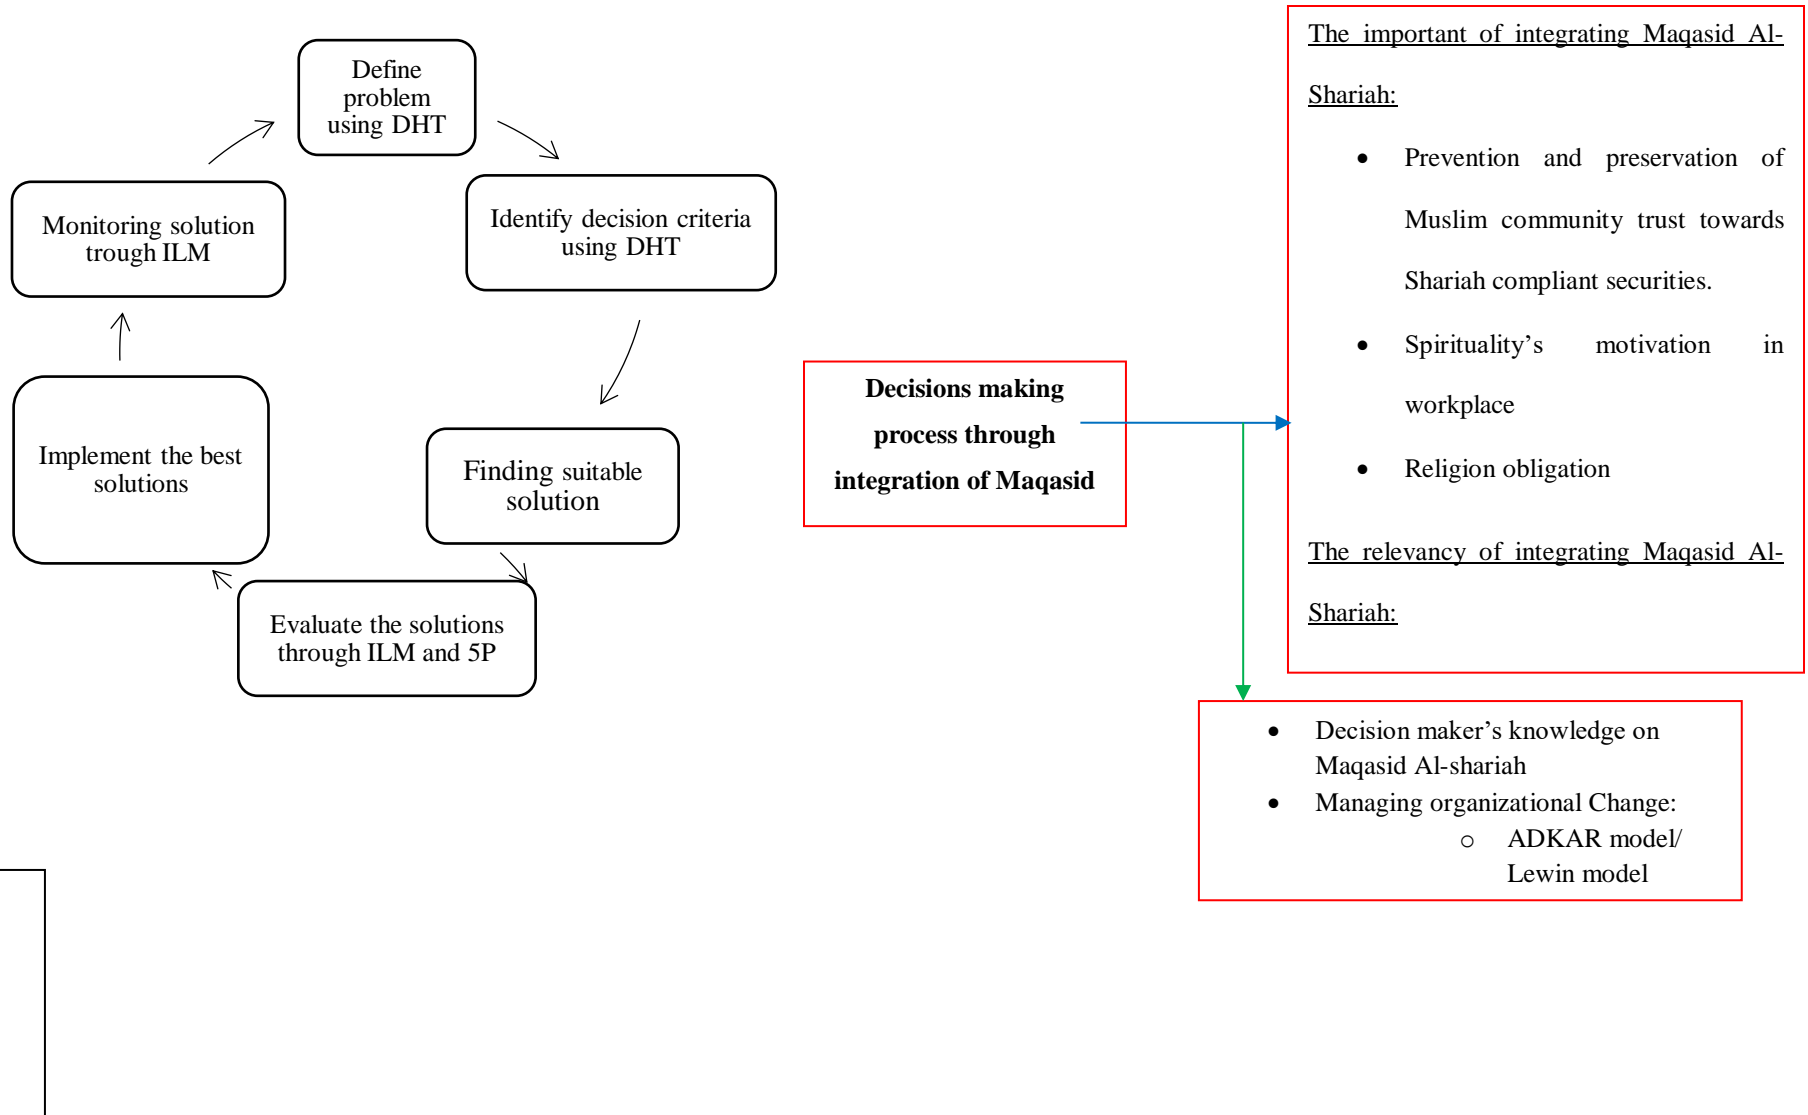 Define
problem
using DHT
Identify decision criteria
using DHT
Finding suitable
solution
Evaluate the solutions
through ILM and 5P
Implement the best
solutions
Monitoring solution
trough ILM
Decisions making
process through
integration of Maqasid
The important of integrating Maqasid Al-
Shariah:
• Prevention and preservation of
Muslim community trust towards
Shariah compliant securities.
• Spirituality’s motivation in
workplace
• Religion obligation
The relevancy of integrating Maqasid Al-
Shariah:
• Decision maker’s knowledge on
Maqasid Al-shariah
• Managing organizational Change:
o ADKAR model/
Lewin model